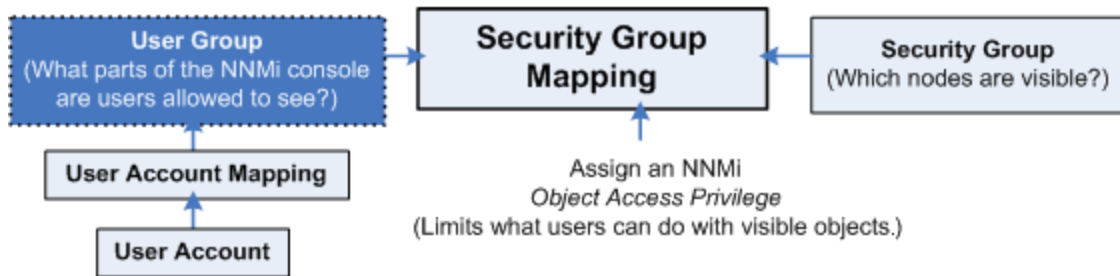 User Group
(What parts of the NNMi console
are users allowed to see?)
Security Group
Mapping
Security Group
(Which nodes are visible?)
User Account Mapping
User Account
Assign an NNMi
Object Access Privilege
(Limits what users can do with visible objects.)